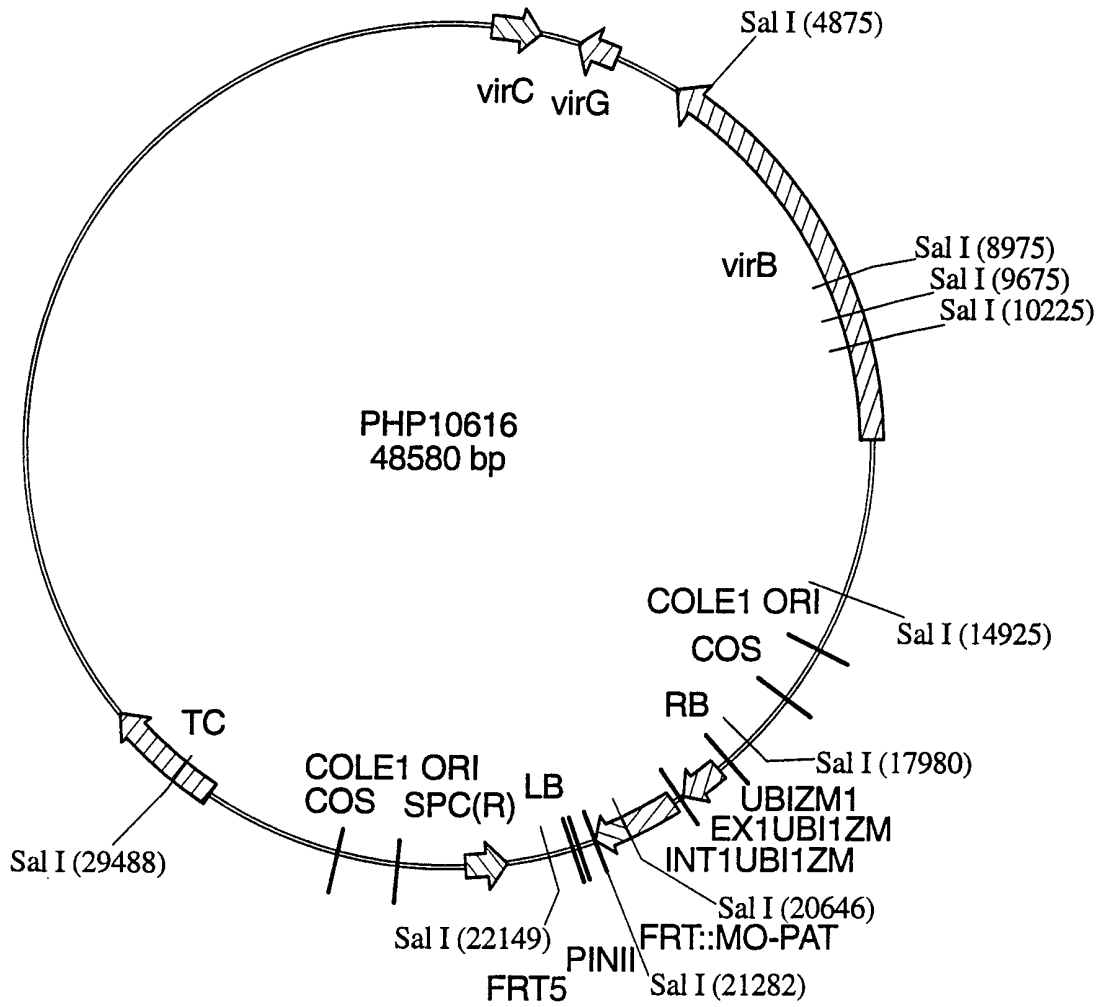 Sal I (4875)
virC
virG
Sal I (8975)
virB
Sal I (9675)
Sal I (10225)
PHP10616
48580 bp
COLE1 ORI
Sal I (14925)
COS
RB
TC
Sal I (17980)
COLE1 ORI
LB
UBIZM1
COS
SPC(R)
EX1UBI1ZM
INT1UBI1ZM
Sal I (29488)
Sal I (20646)
Sal I (22149)
FRT::MO-PAT
PINII
FRT5
Sal I (21282)